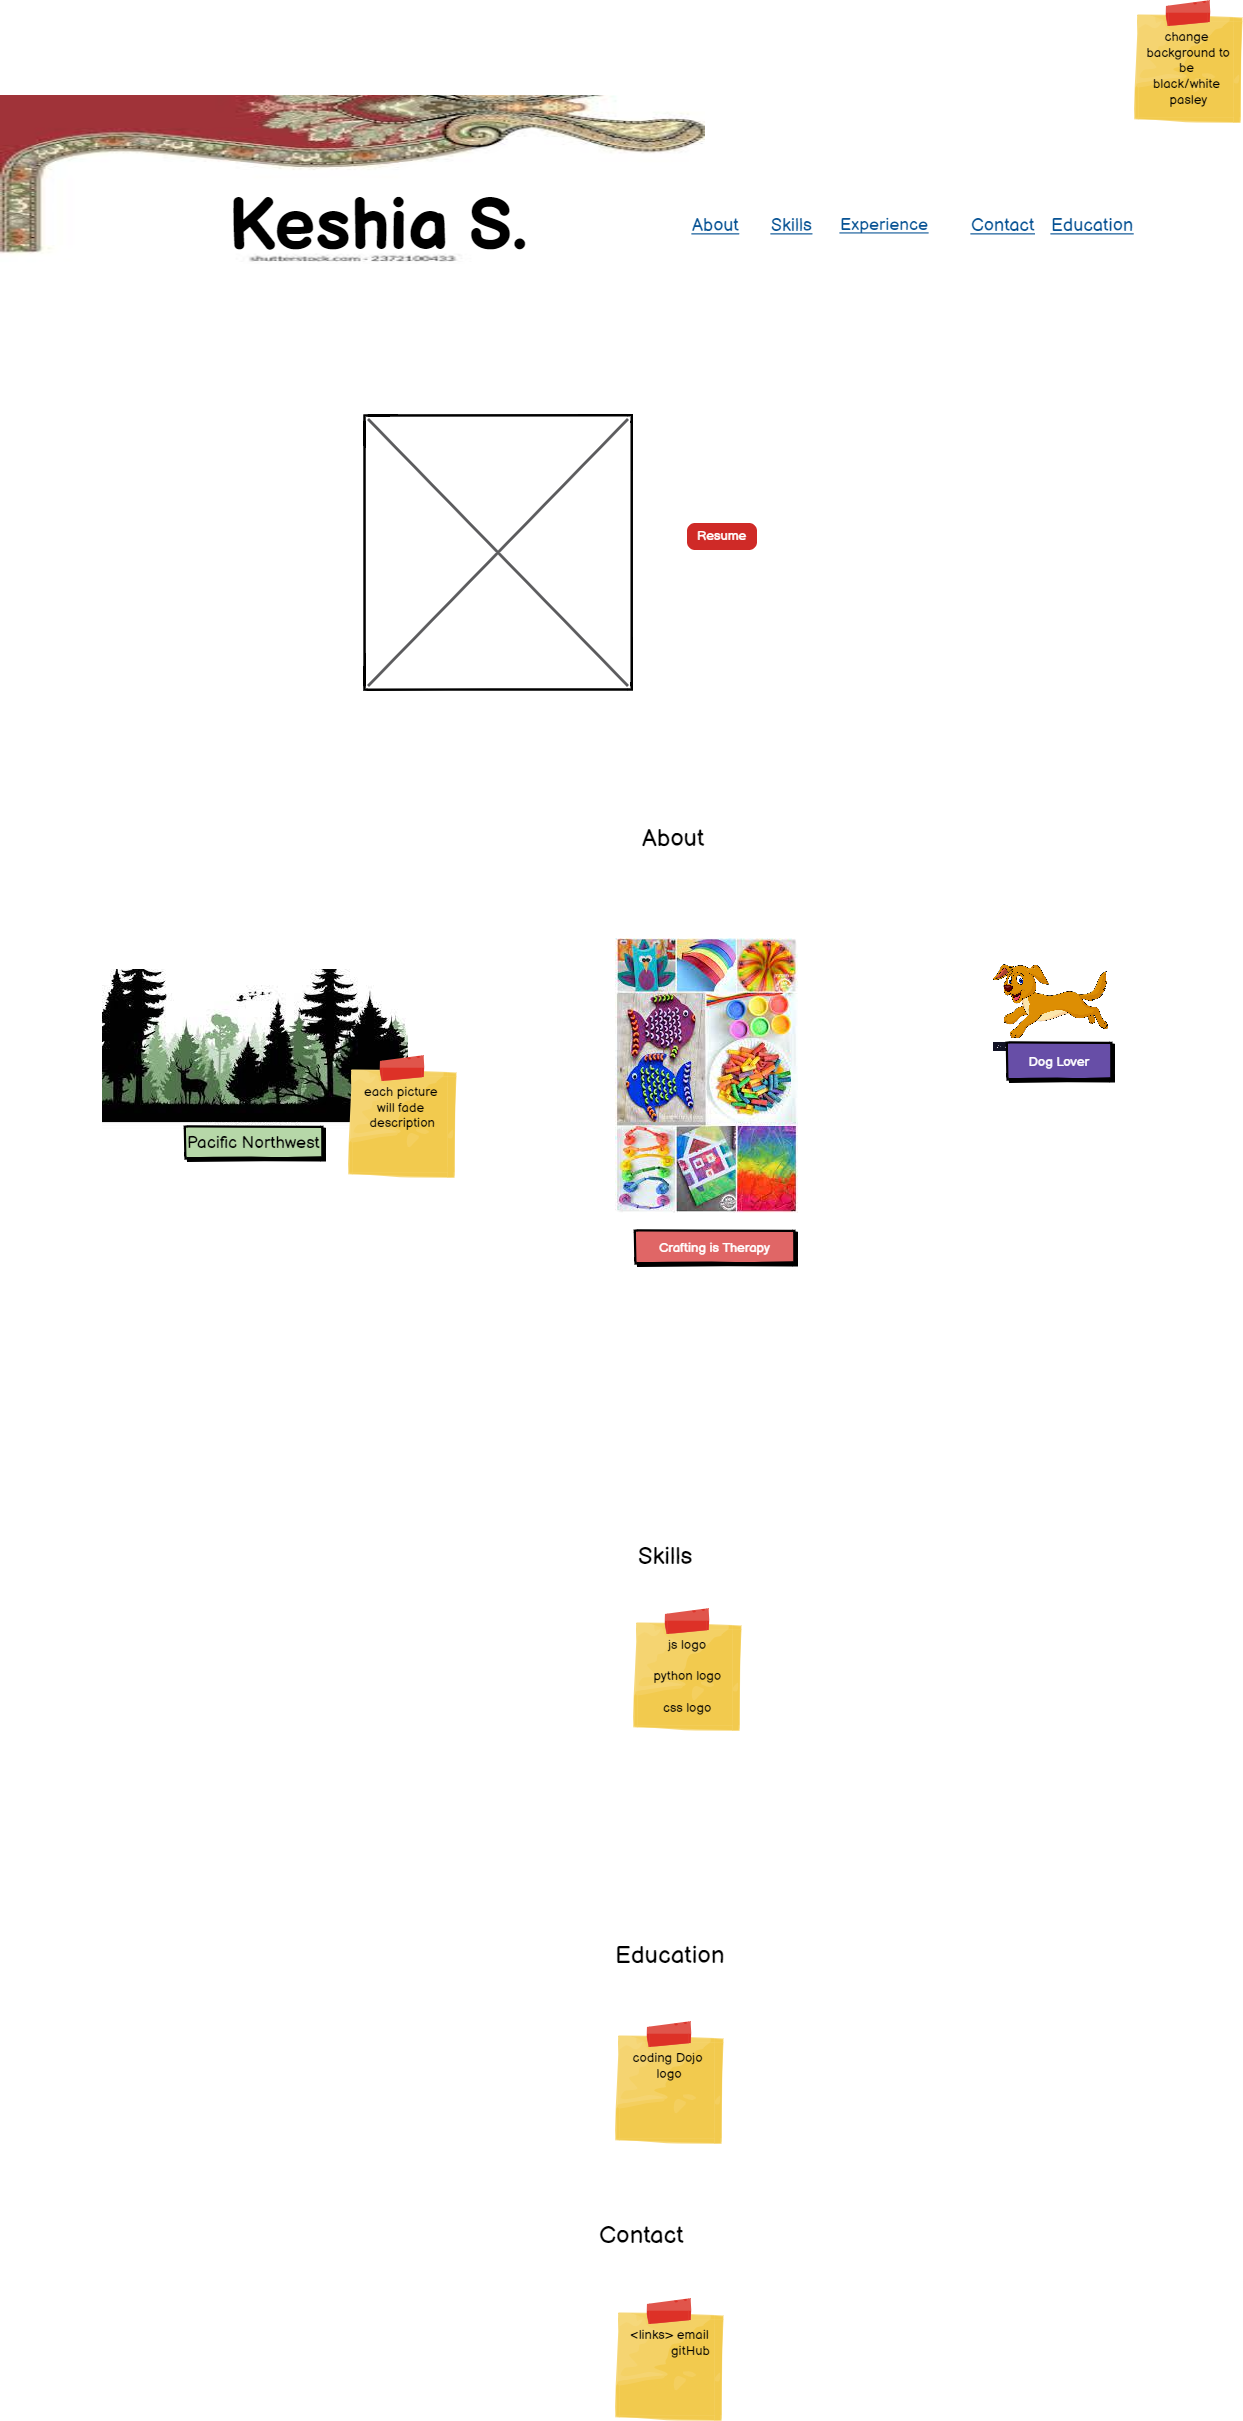 change
background to
be
black/white
pasley
Keshia S.
About Skills Experience Contact Education
shutterstock.com - 2372100433
Resume
About
each picture
will fade
description
Pacific Northwest
Dog Lover
Crafting is Therapy
Skills
js logo
python logo
css logo
Education
coding Dojo
logo
Contact
<links> email
gitHub